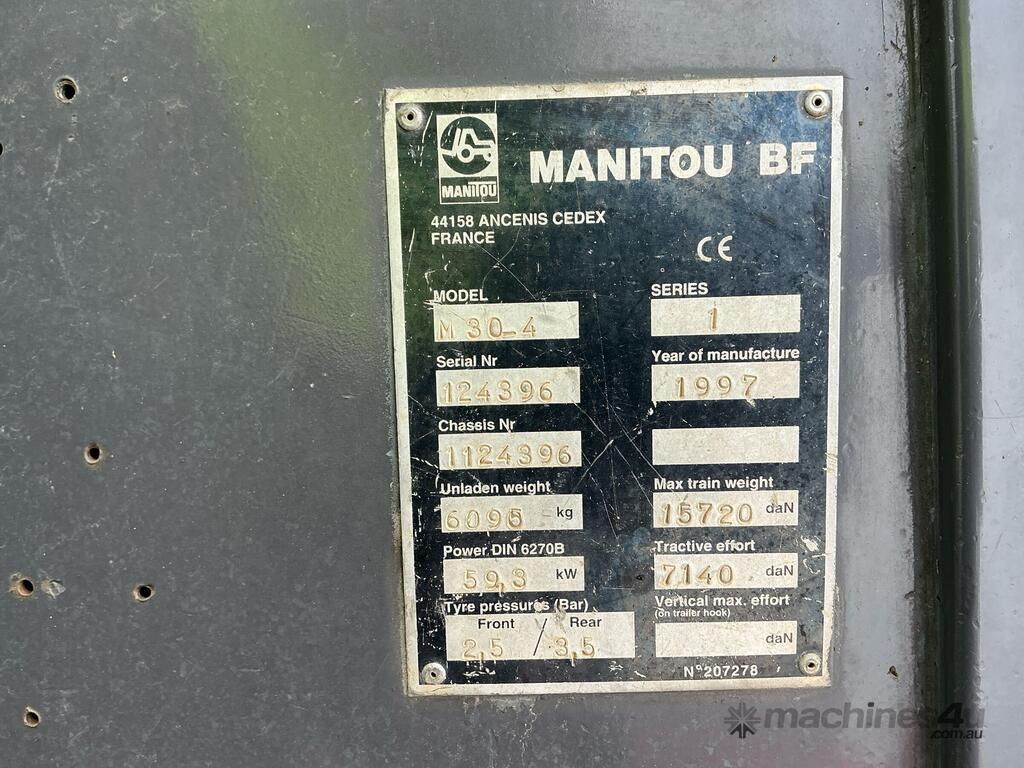 MANITOU
MANITOU BF
44158 ANCENIS CEDEX
FRANCE
CE
MODEL
M 30-4
SERIES
1
Serial Nr
124396
Year of manufacture
1997
Chassis Nr
1124396
Unladen weight
6095 kg
Max train weight
15720 daN
Power DIN 6270B
59,3 kW
Tractive effort
7140 daN
Tyre pressures (Bar)
Front / Rear
2,5 / 3,5
Vertical max. effort
(on trailer hook)
daN
N°207278
machines4u
.com.au